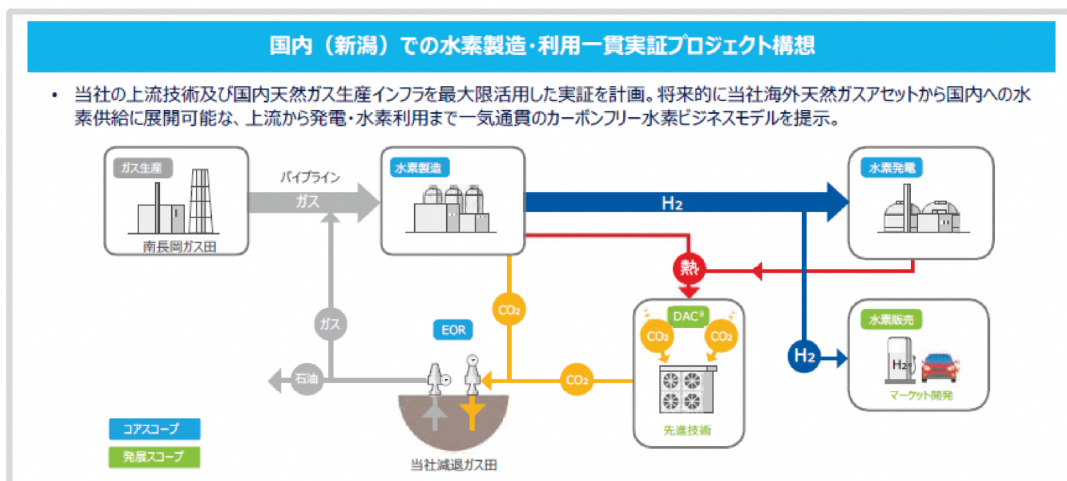 国内（新潟）での水素製造・利用一貫実証プロジェクト構想
• 当社の上流技術及び国内天然ガス生産インフラを最大限活用した実証を計画。将来的に当社海外天然ガスアセットから国内への水
素供給に展開可能な、上流から発電・水素利用まで一気通貫のカーボンフリー水素ビジネスモデルを提示。
ガス生産
南長岡ガス田
パイプライン
ガス
水素製造
H₂
水素発電
熱
CO₂
ガス
EOR
石油
CO₂
DAC※
CO₂
CO₂
先進技術
H₂
水素販売
H₂
マーケット開発
当社減退ガス田
コアスコープ
発展スコープ